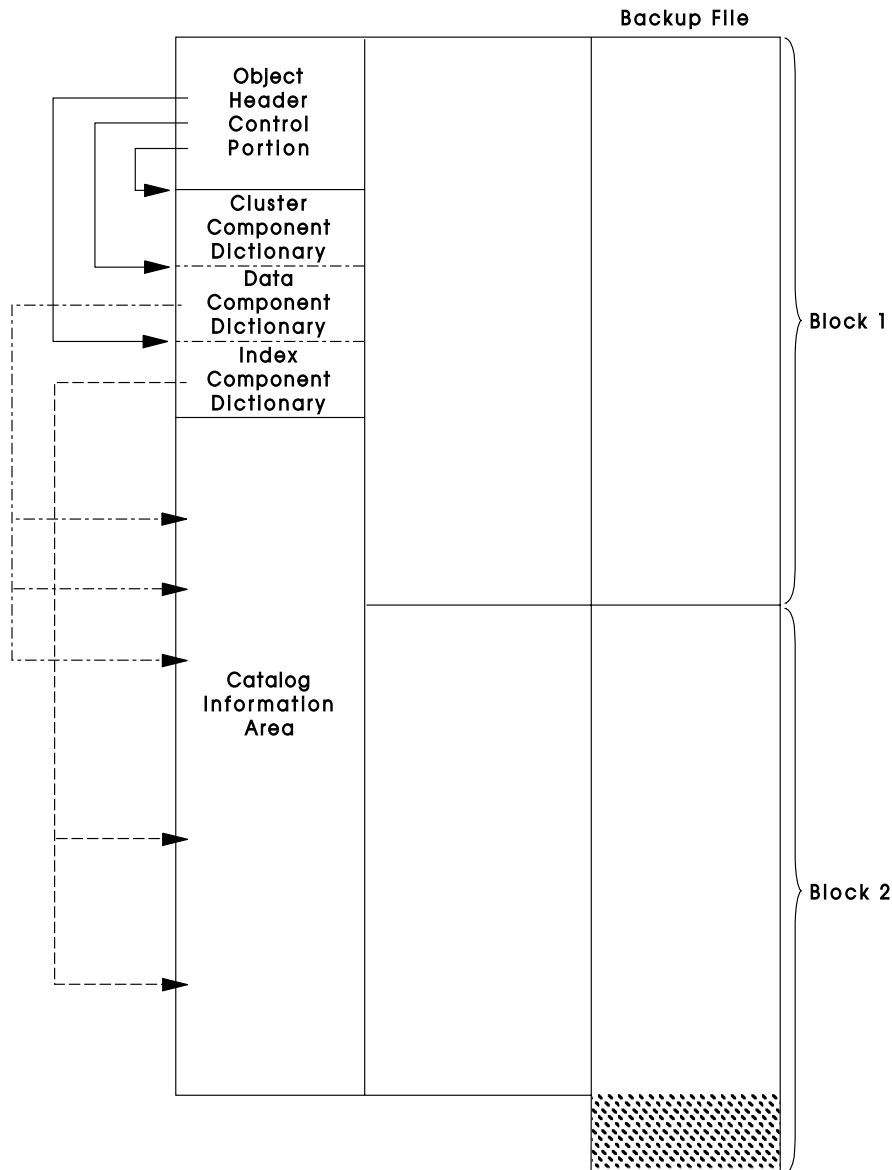 Backup File
Object
Header
Control
Portion
Cluster
Component
Dictionary
Data
Component
Dictionary
Index
Component
Dictionary
Block 1
Catalog
Information
Area
Block 2